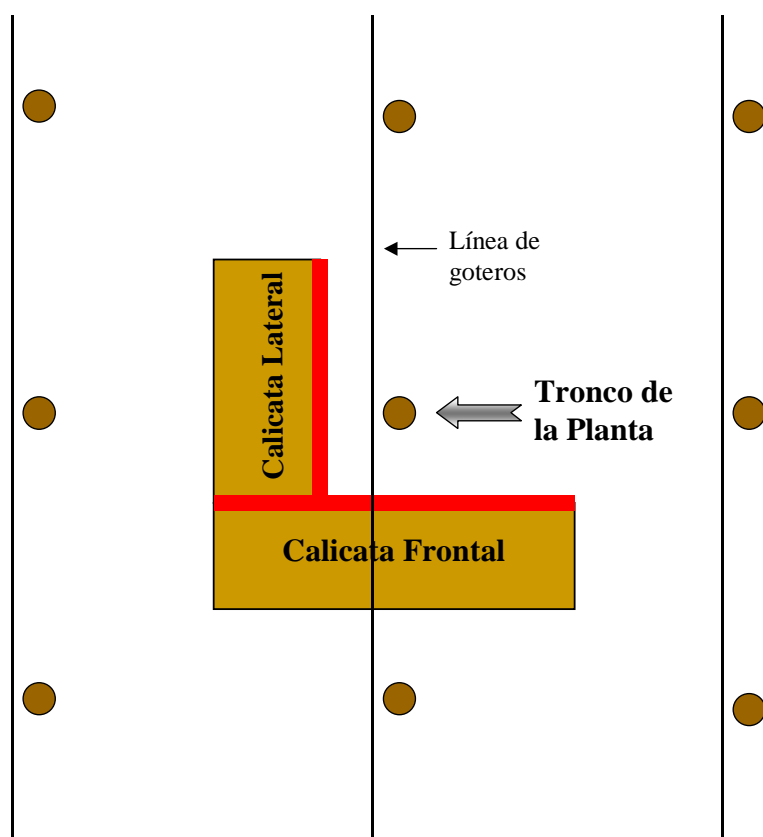 Línea de
goteros
Calicata Lateral
Tronco de
la Planta
Calicata Frontal